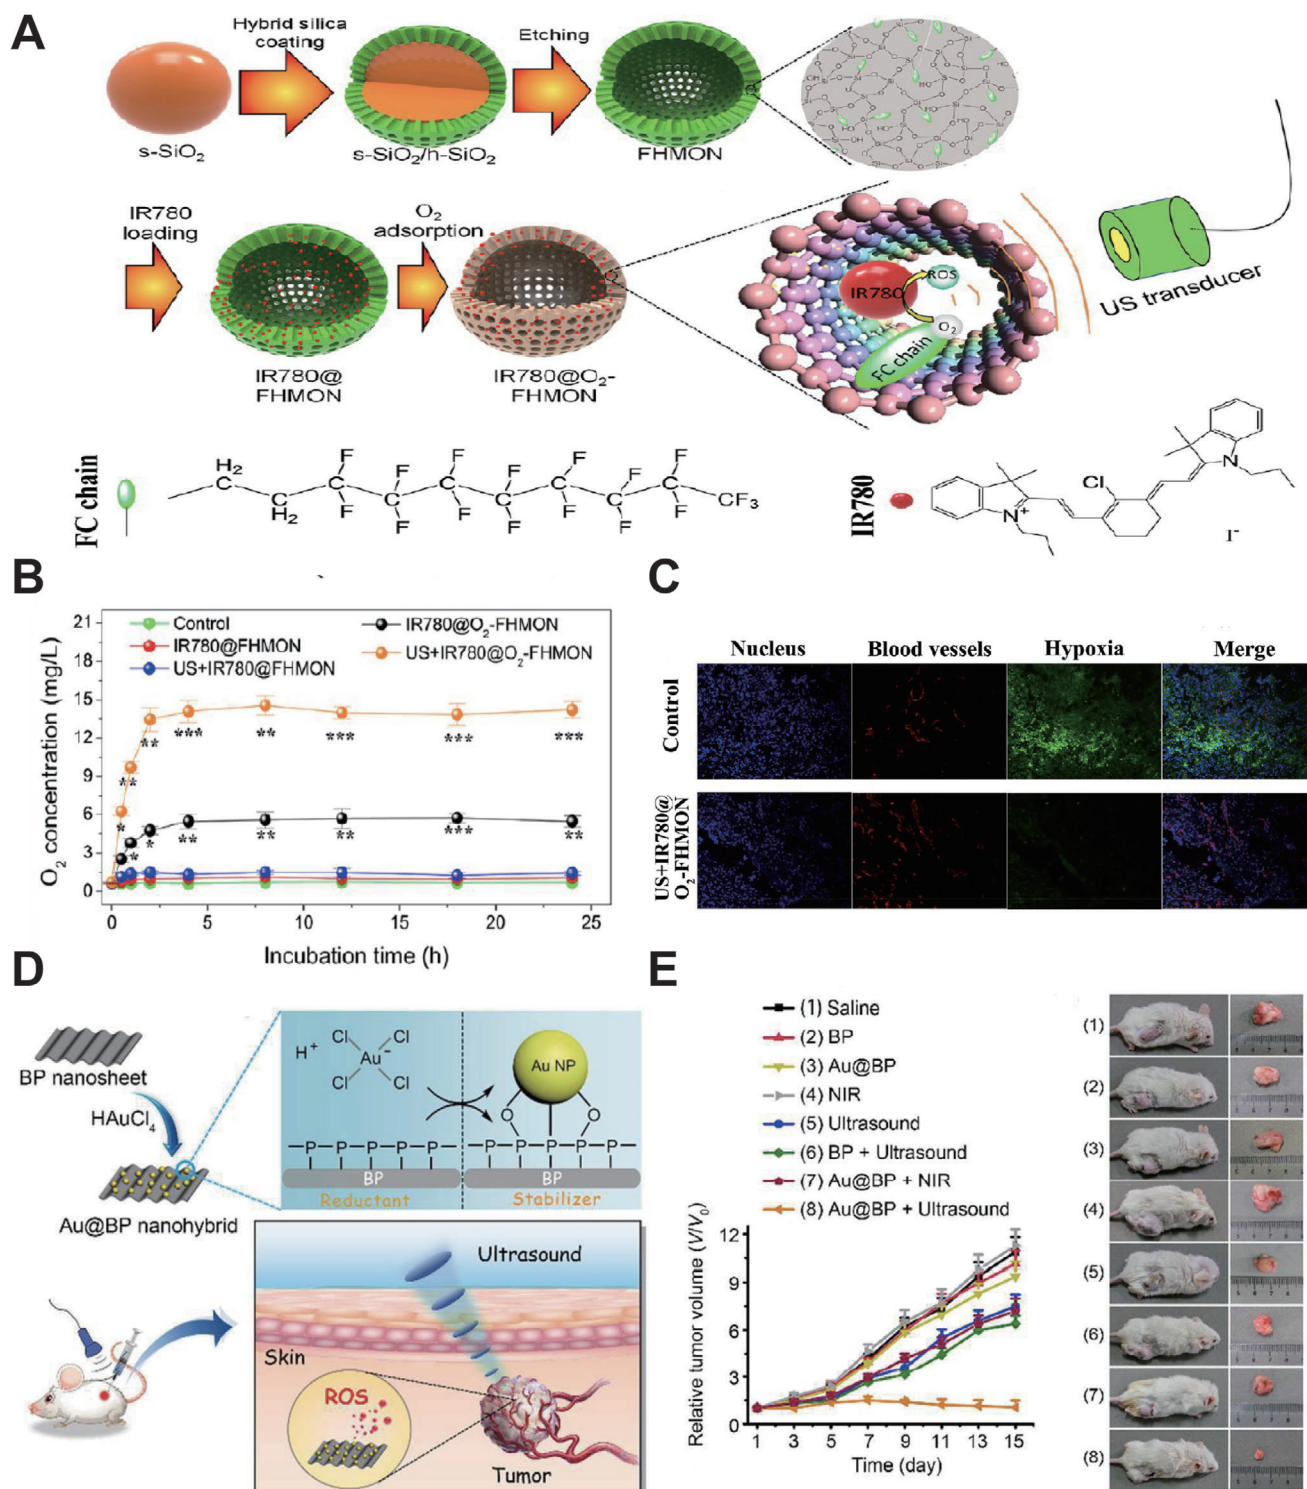 A
Hybrid silica
coating
Etching
s-SiO2
s-SiO2/h-SiO2
FHMON
IR780
loading
O2
adsorption
IR780@
FHMON
IR780@O2-
FHMON
IR780
ROS
O2
FC chain
US transducer
FC chain
H2
C
C
H2
F F F F F F F F
C C C C C C C C
F F F F F F F F
CF3
IR780
Cl
N+
N
I-
B
Control
IR780@FHMON
US+IR780@FHMON
IR780@O2-FHMON
US+IR780@O2-FHMON
O2 concentration (mg/L)
21
18
15
12
9
6
3
0
0 5 10 15 20 25
Incubation time (h)
* ** ** *** ** *** *** ***
* * ** ** ** *** **
C
Nucleus Blood vessels Hypoxia Merge
Control
US+IR780@
O2-FHMON
D
BP nanosheet
HAuCl4
Au@BP nanohybrid
H+
Cl Cl
Au-
Cl Cl
P P P P P
BP
Reductant
Au NP
O O
P P P P P
BP
Stabilizer
Ultrasound
Skin
ROS
Tumor
E
(1) Saline
(2) BP
(3) Au@BP
(4) NIR
(5) Ultrasound
(6) BP + Ultrasound
(7) Au@BP + NIR
(8) Au@BP + Ultrasound
Relative tumor volume (V/V0)
12
9
6
3
0
1 3 5 7 9 11 13 15
Time (day)
(1)
(2)
(3)
(4)
(5)
(6)
(7)
(8)